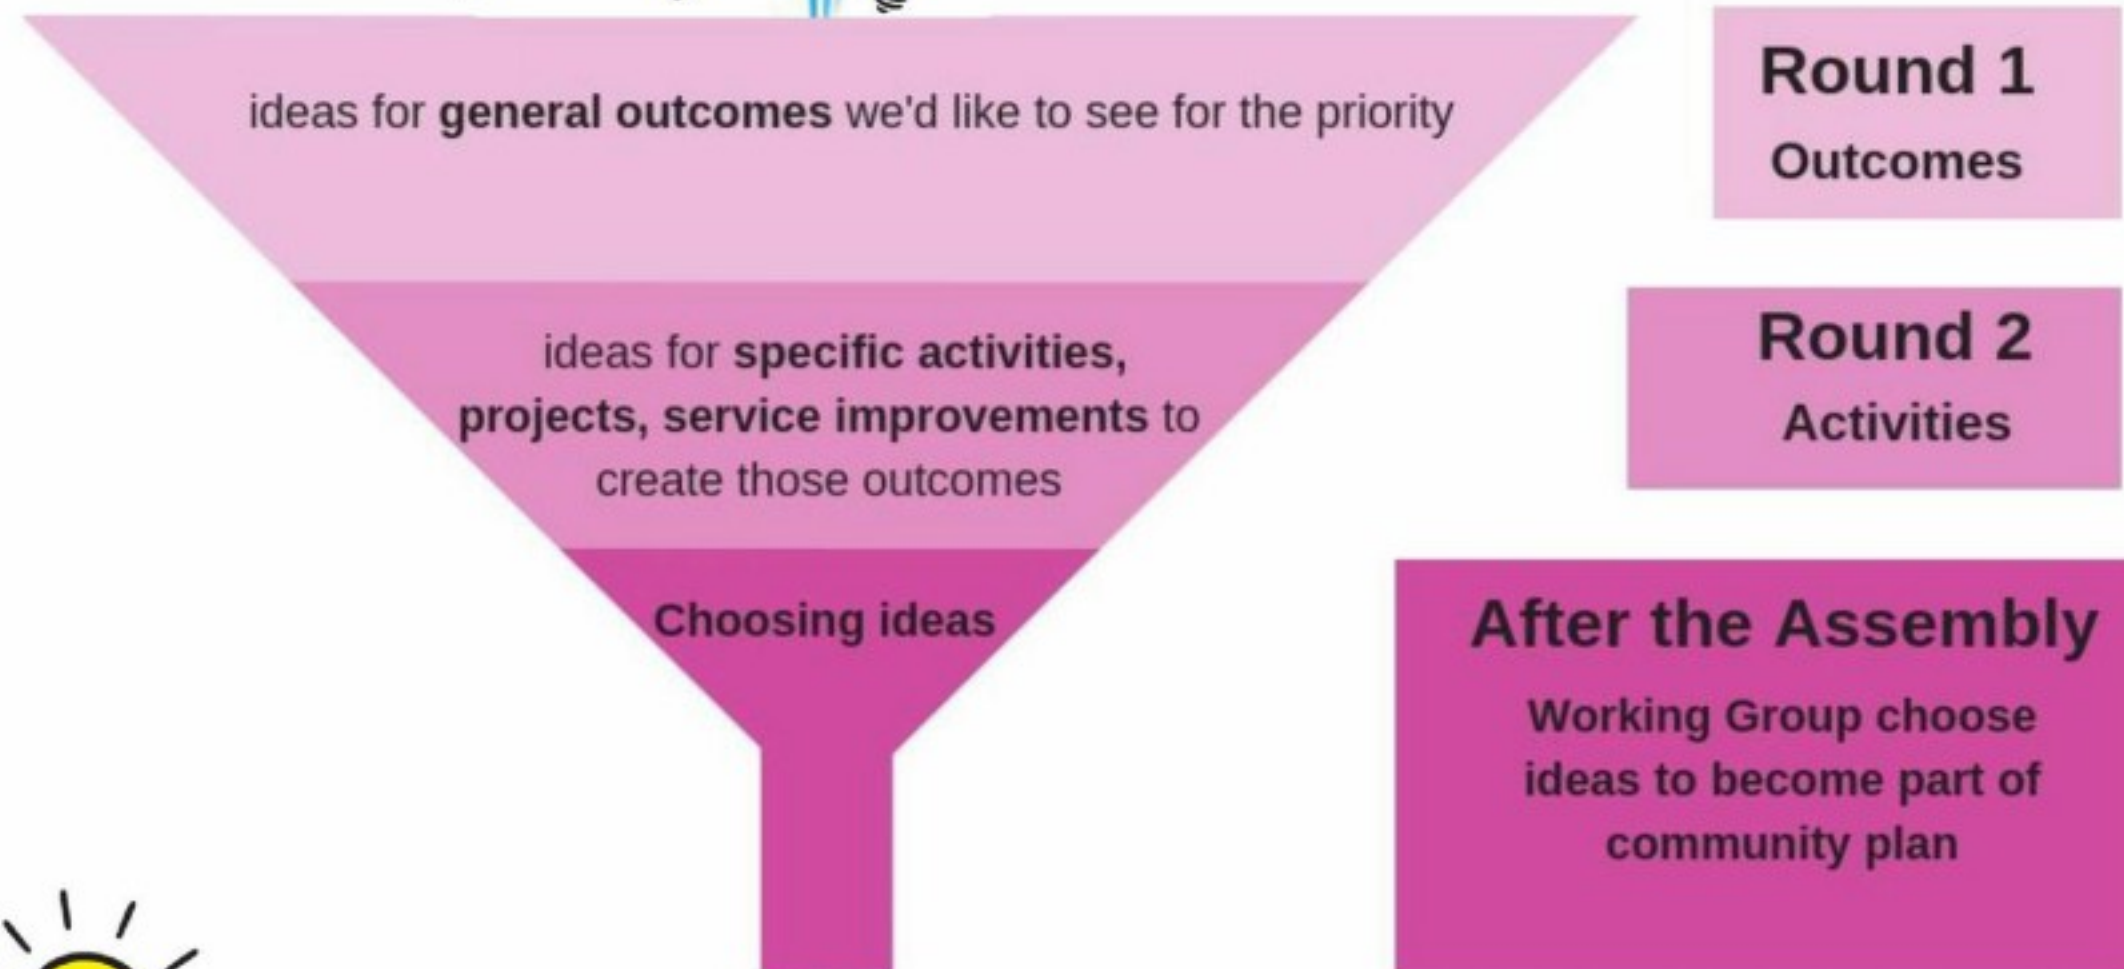 ideas for general outcomes we'd like to see for the priority
Round 1
Outcomes
ideas for specific activities,
projects, service improvements to
create those outcomes
Round 2
Activities
Choosing ideas
After the Assembly
Working Group choose
ideas to become part of
community plan